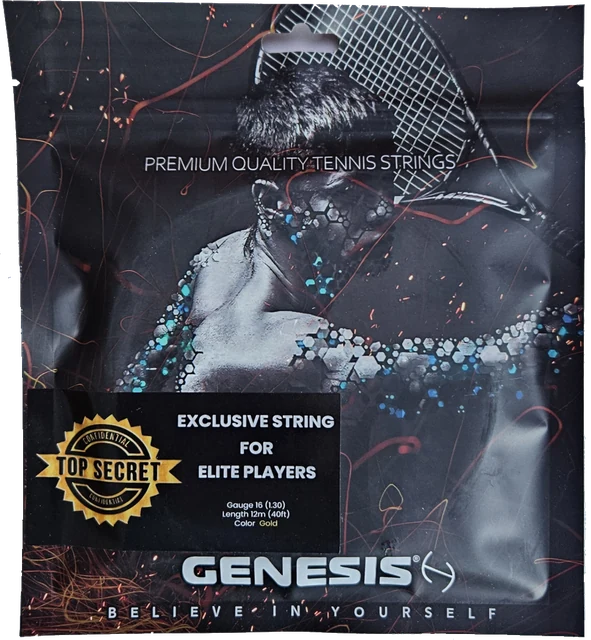 PREMIUM QUALITY TENNIS STRINGS
EXCLUSIVE STRING
FOR
ELITE PLAYERS
CONFIDENTIAL
TOP SECRET
CONFIDENTIAL
Gauge 16 (1.30)
Length 12m (40ft)
Color Gold
GENESIS®
BELIEVE IN YOURSELF